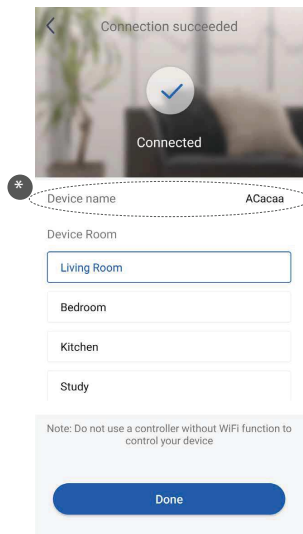 Connection succeeded
Connected
*
Device name ACacaa
Device Room
Living Room
Bedroom
Kitchen
Study
Note: Do not use a controller without WiFi function to
control your device
Done